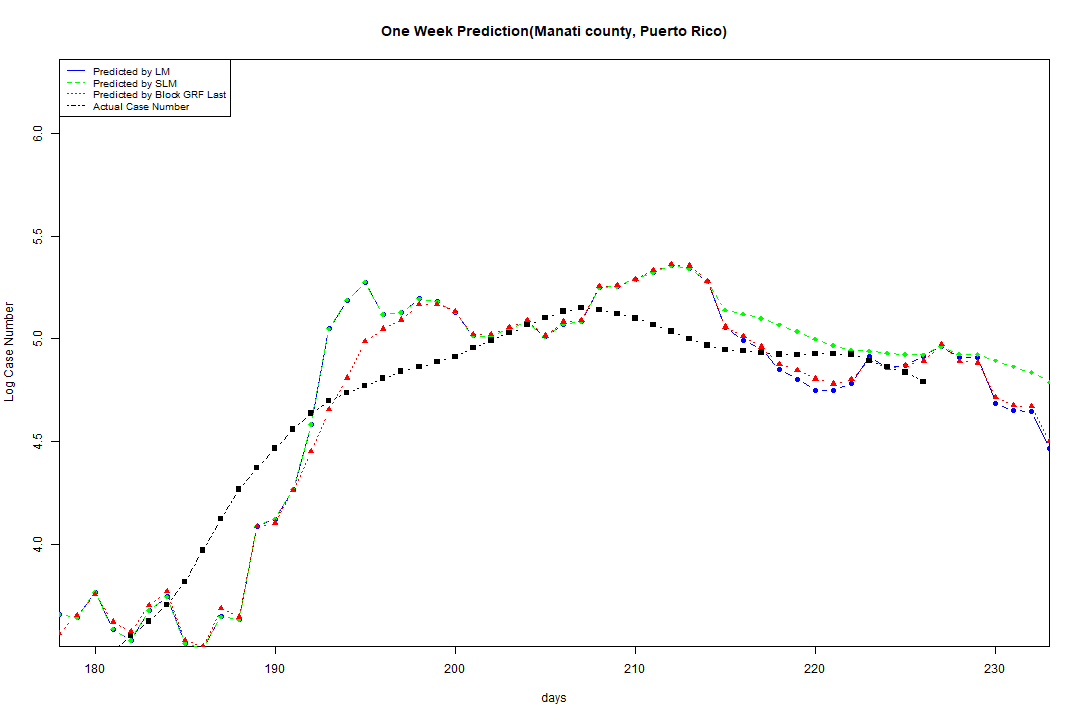 One Week Prediction(Manati county, Puerto Rico)
Predicted by LM
Predicted by SLM
Predicted by Block GRF Last
Actual Case Number
Log Case Number
6.0
5.5
5.0
4.5
4.0
180 190 200 210 220 230
days